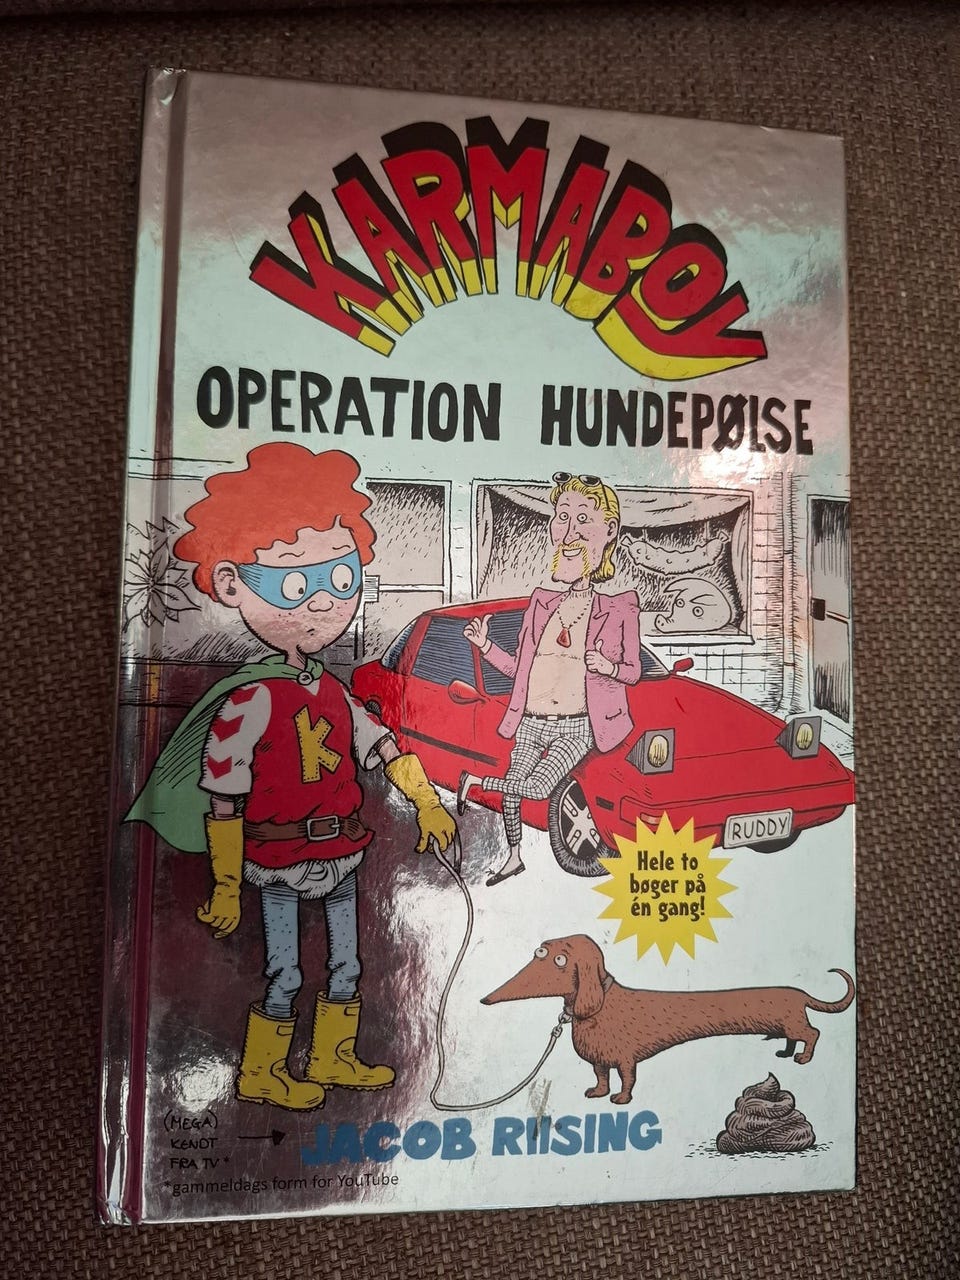 KARMABOY
OPERATION HUNDEPØLSE
K
RUDDY
Hele to
bøger på
én gang!
(MEGA)
KENDT
FRA TV*
JACOB RIISING
*gammeldags form for YouTube